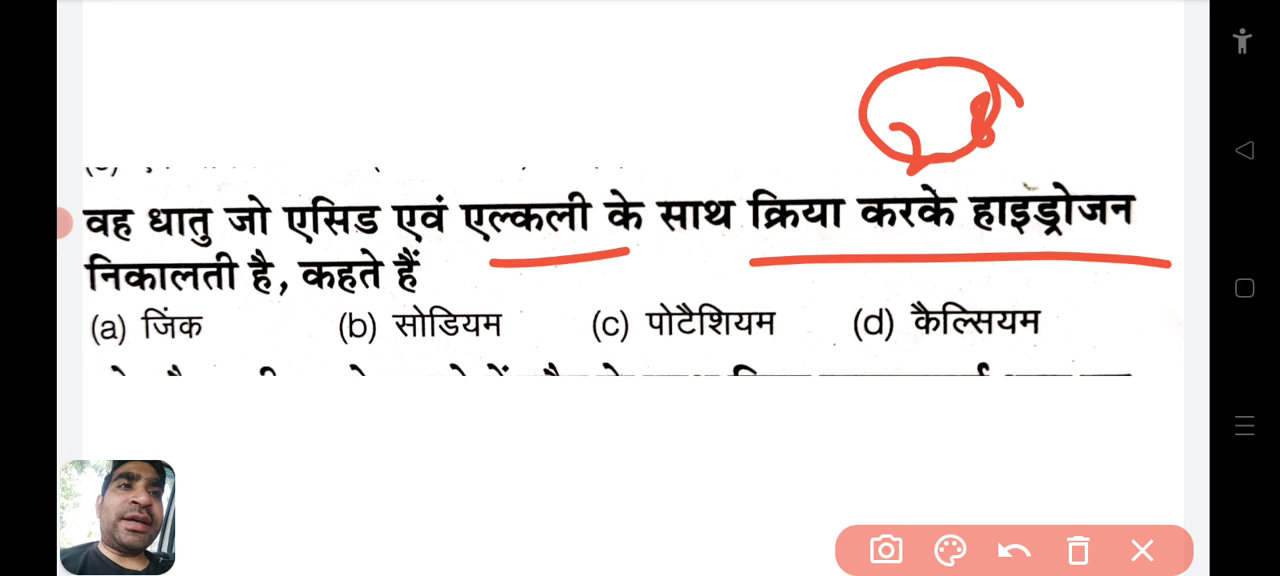 वह धातु जो एसिड एवं एल्कली के साथ क्रिया करके हाइड्रोजन
निकालती है, कहते हैं
(a) जिंक (b) सोडियम (c) पोटैशियम (d) कैल्सियम